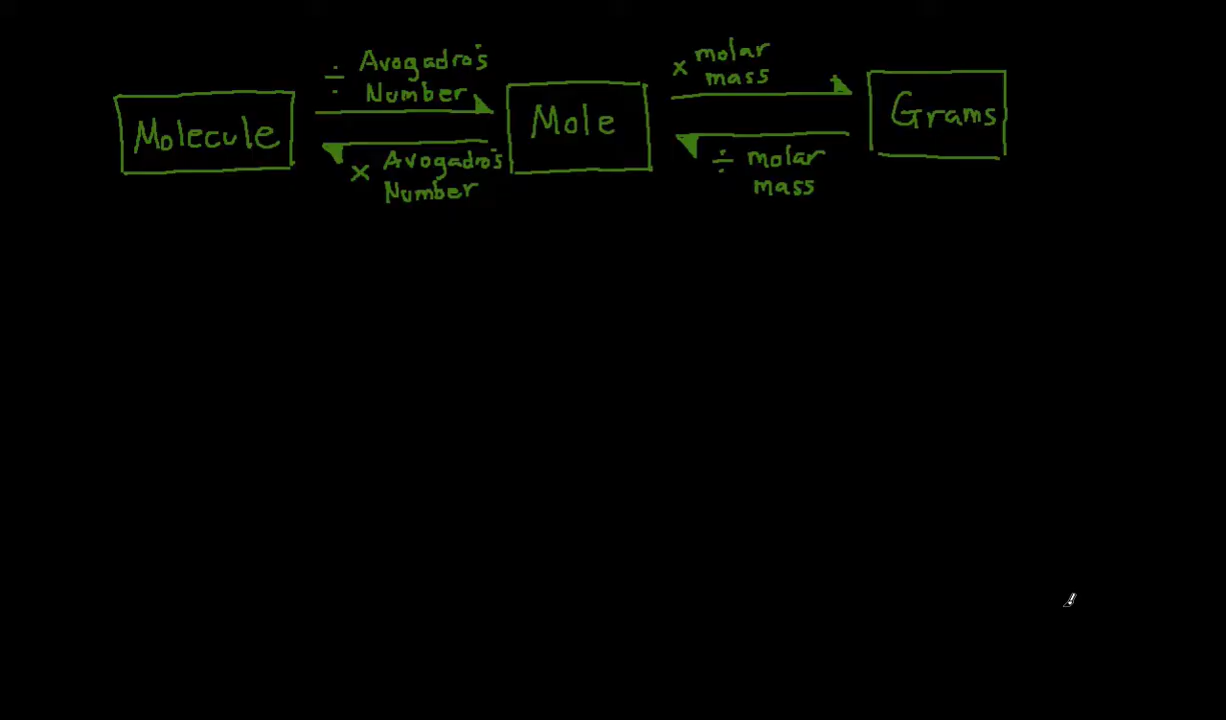 ÷ Avogadro's
Number
x molar
mass
Molecule
Mole
Grams
x Avogadro's
Number
÷ molar
mass